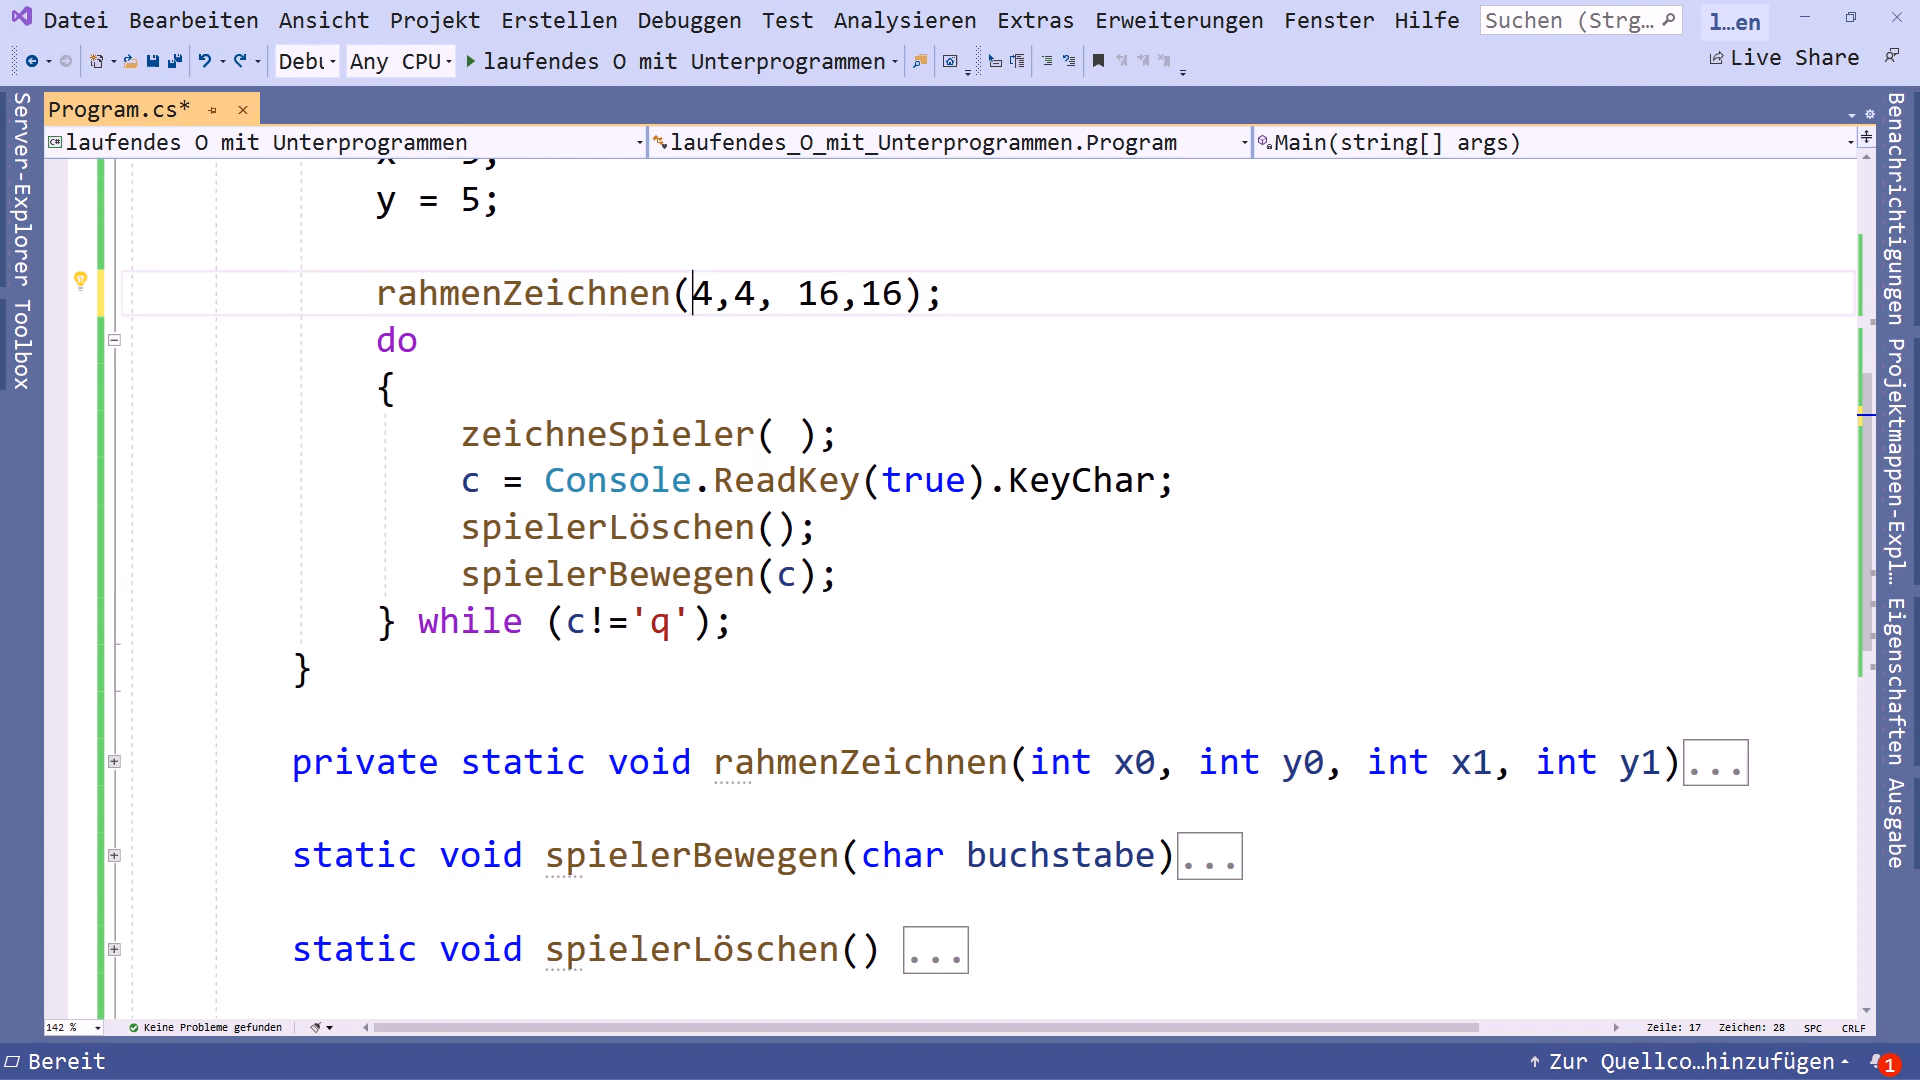 Datei Bearbeiten Ansicht Projekt Erstellen Debuggen Test Analysieren Extras Erweiterungen Fenster Hilfe Suchen (Strg... l...en
Debu Any CPU laufendes O mit Unterprogrammen Live Share
Server-Explorer Toolbox
Program.cs*
laufendes O mit Unterprogrammen laufendes_O_mit_Unterprogrammen.Program Main(string[] args)
y = 5;
rahmenZeichnen(4,4, 16,16);
do
{
zeichneSpieler( );
c = Console.ReadKey(true).KeyChar;
spielerLöschen();
spielerBewegen(c);
} while (c!='q');
}
private static void rahmenZeichnen(int x0, int y0, int x1, int y1)...
static void spielerBewegen(char buchstabe)...
static void spielerLöschen() ...
Benachrichtigungen Projektmappen-Expl... Eigenschaften Ausgabe
142 % Keine Probleme gefunden Zeile: 17 Zeichen: 28 SPC CRLF
Bereit Zur Quellco...hinzufügen 1